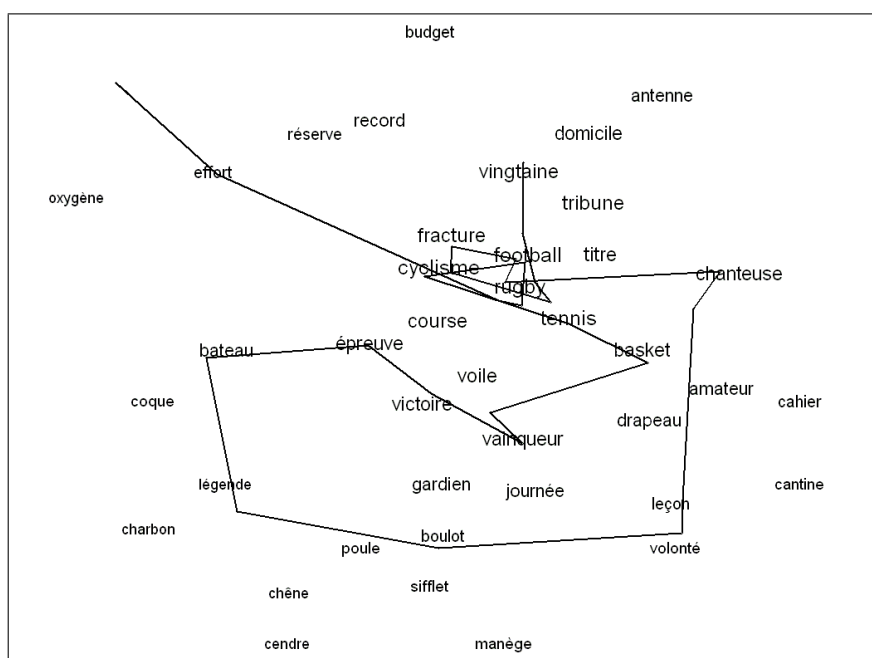 budget
antenne
record
réserve
domicile
effort
vingtaine
oxygène
tribune
fracture
football
titre
cyclisme
chanteuse
rugby
course
tennis
épreuve
bateau
basket
voile
amateur
coque
victoire
cahier
drapeau
vainqueur
légende
gardien
journée
cantine
leçon
charbon
boulot
poule
volonté
sifflet
chêne
cendre
manège